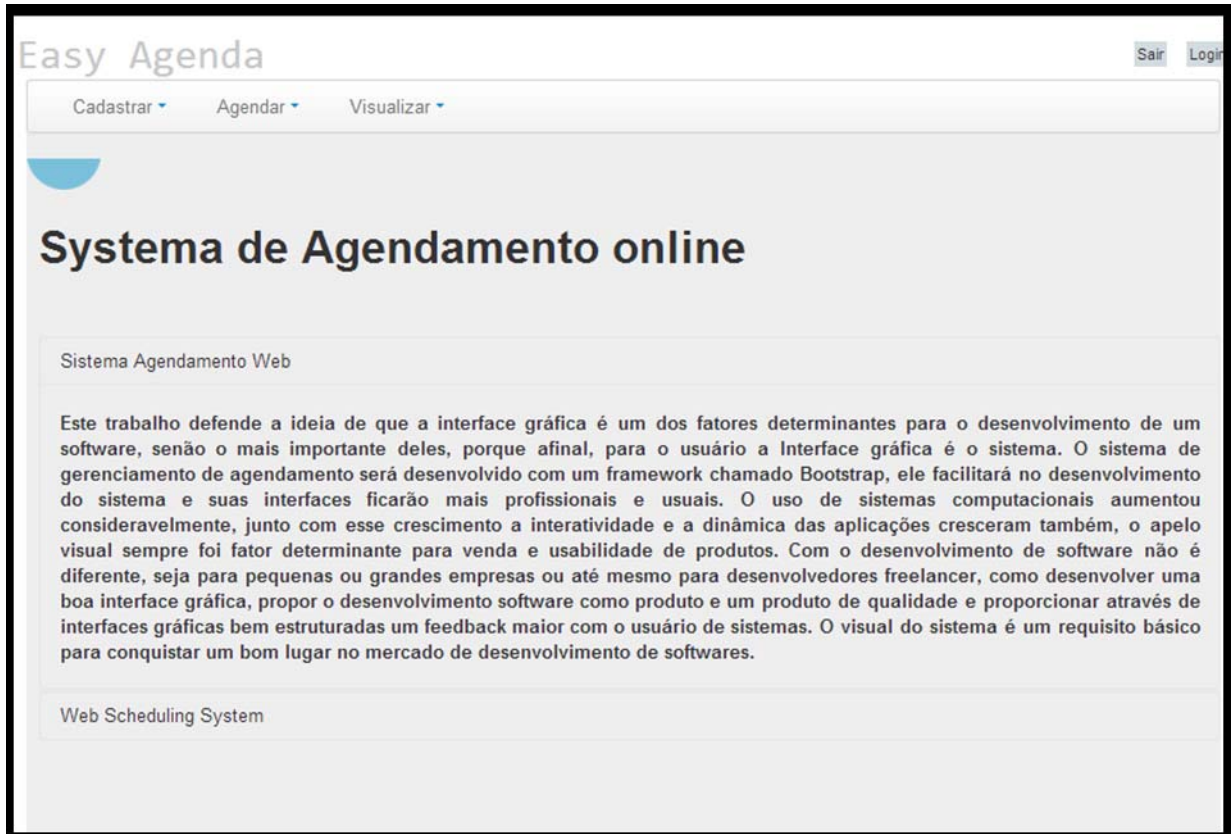 Easy Agenda
Sair Login
Cadastrar Agendar Visualizar
Systema de Agendamento online
Sistema Agendamento Web
Este trabalho defende a ideia de que a interface gráfica é um dos fatores determinantes para o desenvolvimento de um
software, senão o mais importante deles, porque afinal, para o usuário a Interface gráfica é o sistema. O sistema de
gerenciamento de agendamento será desenvolvido com um framework chamado Bootstrap, ele facilitará no desenvolvimento
do sistema e suas interfaces ficarão mais profissionais e usuais. O uso de sistemas computacionais aumentou
consideravelmente, junto com esse crescimento a interatividade e a dinâmica das aplicações cresceram também, o apelo
visual sempre foi fator determinante para venda e usabilidade de produtos. Com o desenvolvimento de software não é
diferente, seja para pequenas ou grandes empresas ou até mesmo para desenvolvedores freelancer, como desenvolver uma
boa interface gráfica, propor o desenvolvimento software como produto e um produto de qualidade e proporcionar através de
interfaces gráficas bem estruturadas um feedback maior com o usuário de sistemas. O visual do sistema é um requisito básico
para conquistar um bom lugar no mercado de desenvolvimento de softwares.
Web Scheduling System